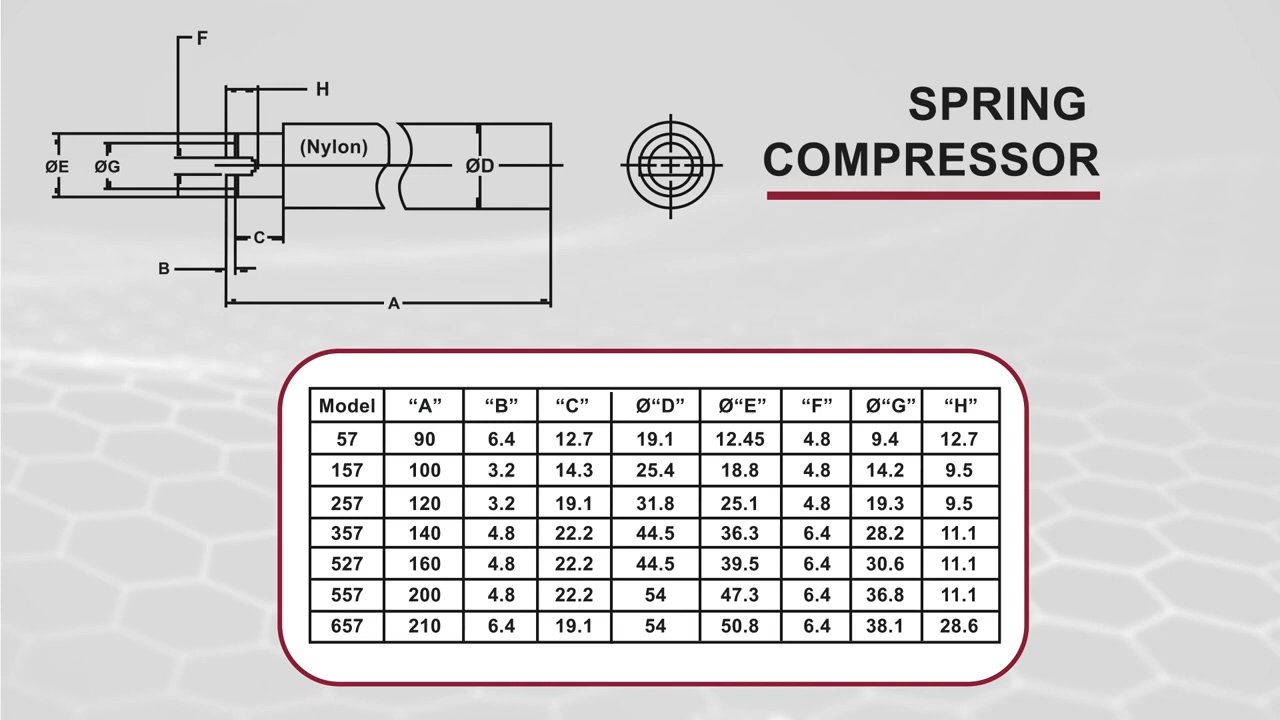 F
H
SPRING
COMPRESSOR
(Nylon)
ØE
ØG
ØD
C
B
A
Model “A” “B” “C” Ø“D” Ø“E” “F” Ø“G” “H”
57 90 6.4 12.7 19.1 12.45 4.8 9.4 12.7
157 100 3.2 14.3 25.4 18.8 4.8 14.2 9.5
257 120 3.2 19.1 31.8 25.1 4.8 19.3 9.5
357 140 4.8 22.2 44.5 36.3 6.4 28.2 11.1
527 160 4.8 22.2 44.5 39.5 6.4 30.6 11.1
557 200 4.8 22.2 54 47.3 6.4 36.8 11.1
657 210 6.4 19.1 54 50.8 6.4 38.1 28.6